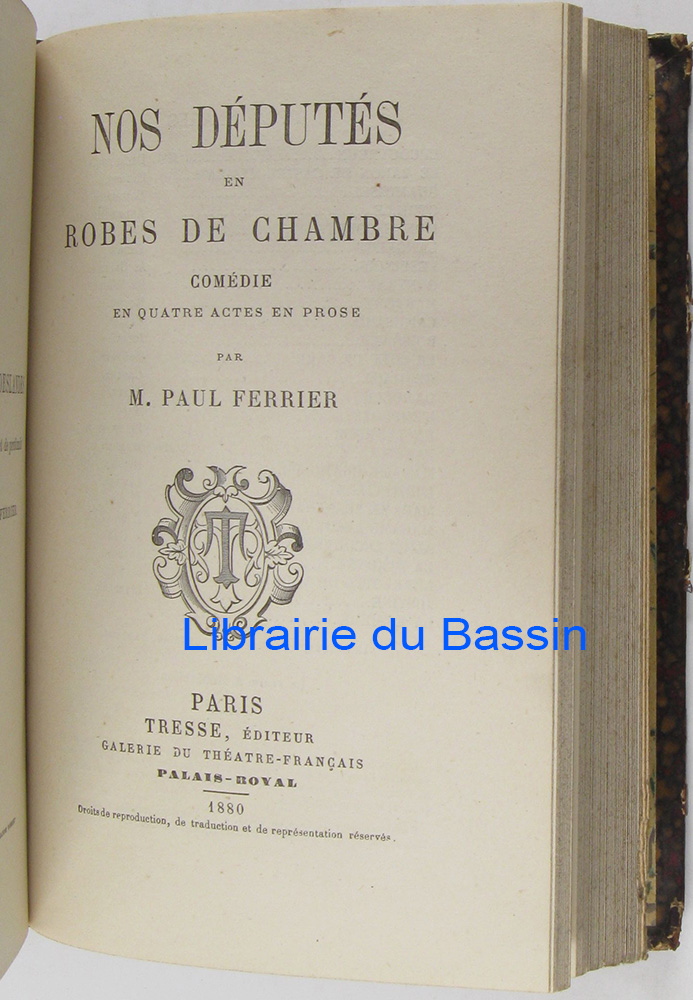 NOS DÉPUTÉS
EN
ROBES DE CHAMBRE
COMÉDIE
EN QUATRE ACTES EN PROSE
PAR
M. PAUL FERRIER
T
Librairie du Bassin
PARIS
TRESSE, ÉDITEUR
GALERIE DU THÉATRE-FRANÇAIS
PALAIS-ROYAL
1880
Droits de reproduction, de traduction et de représentation réservés.